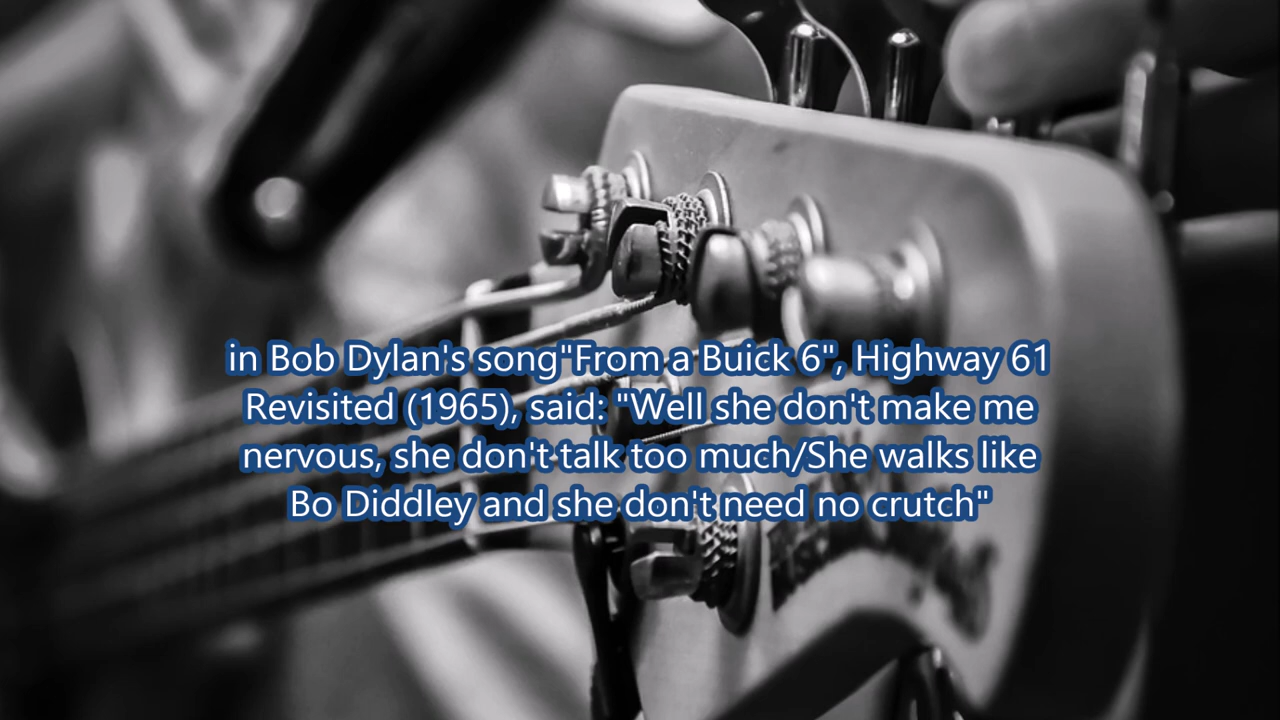 in Bob Dylan's song"From a Buick 6", Highway 61
Revisited (1965), said: "Well she don't make me
nervous, she don't talk too much/She walks like
Bo Diddley and she don't need no crutch"